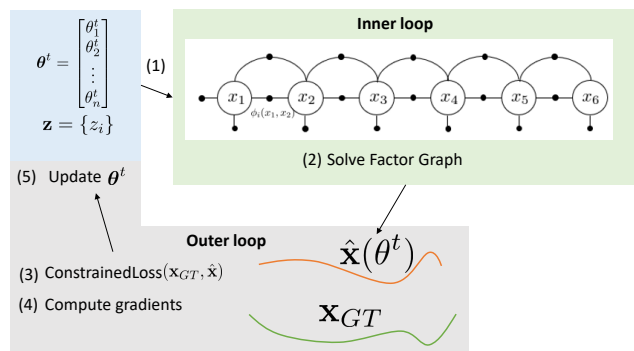 Inner loop
θ^t = [θ_1^t
θ_2^t
⋮
θ_n^t]
z = {z_i}
(1)
x_1 x_2 x_3 x_4 x_5 x_6
ϕ_i(x_1, x_2)
(2) Solve Factor Graph
(5) Update θ^t
Outer loop
x̂(θ^t)
(3) ConstrainedLoss(x_GT, x̂)
(4) Compute gradients
x_GT